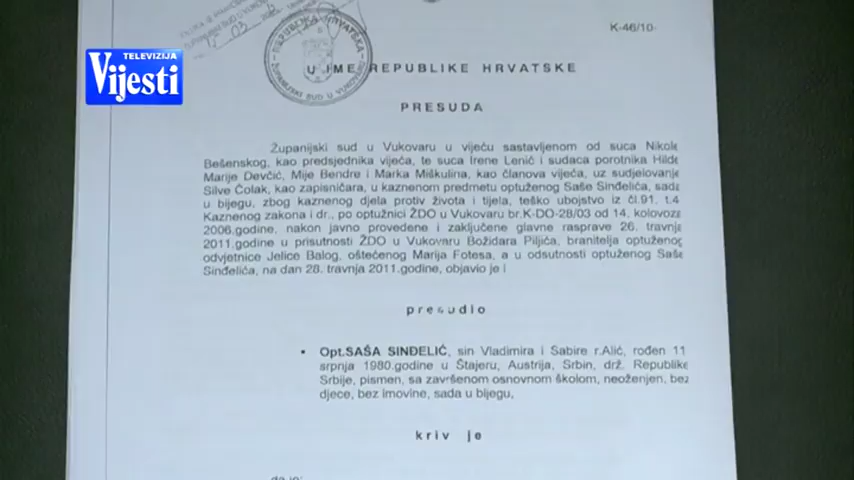 K-46/10-
TELEVIZIJA
Vijesti
REPUBLIKA HRVATSKA
ŽUPANIJSKI SUD U VUKOVARU
U IME REPUBLIKE HRVATSKE
PRESUDA
Županijski sud u Vukovaru u vijeću sastavljenom od suca Nikole
Bešenskog, kao predsjednika vijeća, te suca Irene Lenić i sudaca porotnika Hilde
Marije Devčić, Mije Bendre i Marka Miškulina, kao članova vijeća, uz sudjelovanje
Silve Čolak, kao zapisničara, u kaznenom predmetu optuženog Saše Sinđelića, sada
u bijegu, zbog kaznenog djela protiv života i tijela, teško ubojstvo iz čl.91. t.4
Kaznenog zakona i dr., po optužnici ŽDO u Vukovaru br.K-DO-28/03 od 14. kolovoza
2006.godine, nakon javno provedene i zaključene glavne rasprave 26. travnja
2011.godine u prisutnosti ŽDO u Vukovaru Božidara Piljića, branitelja optuženog
odvjetnice Jelice Balog, oštećenog Marija Fotesa, a u odsutnosti optuženog Saše
Sinđelića, na dan 28. travnja 2011.godine, objavio je i
presudio
• Opt.SAŠA SINĐELIĆ, sin Vladimira i Sabire r.Alić, rođen 11
srpnja 1980.godine u Štajeru, Austrija, Srbin, drž. Republike
Srbije, pismen, sa završenom osnovnom školom, neoženjen, bez
djece, bez imovine, sada u bijegu,
kriv je
da je: